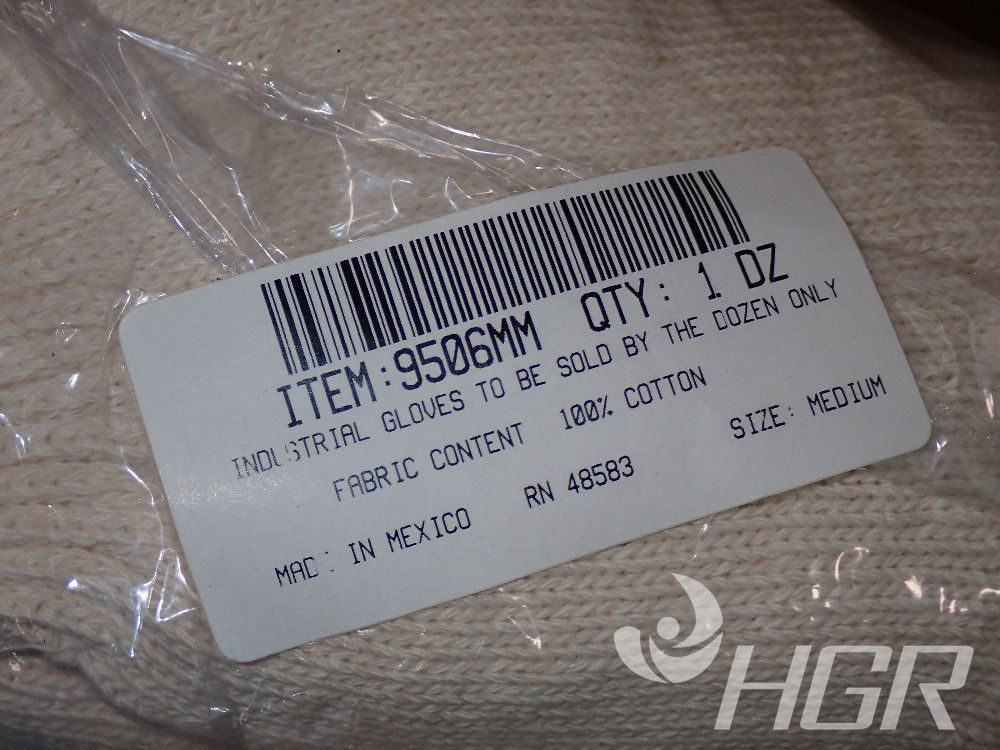 ITEM:9506MM QTY: 1 DZ
INDUSTRIAL GLOVES TO BE SOLD BY THE DOZEN ONLY
FABRIC CONTENT 100% COTTON
SIZE: MEDIUM
MADE IN MEXICO RN 48583
HGR